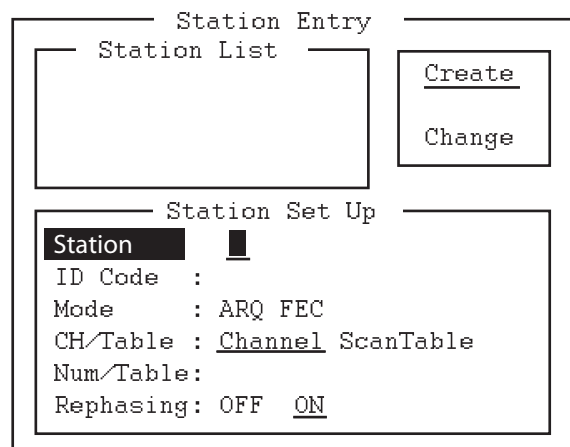 Station Entry
Station List
Create
Change
Station Set Up
Station
ID Code :
Mode : ARQ FEC
CH/Table : Channel ScanTable
Num/Table:
Rephasing: OFF ON